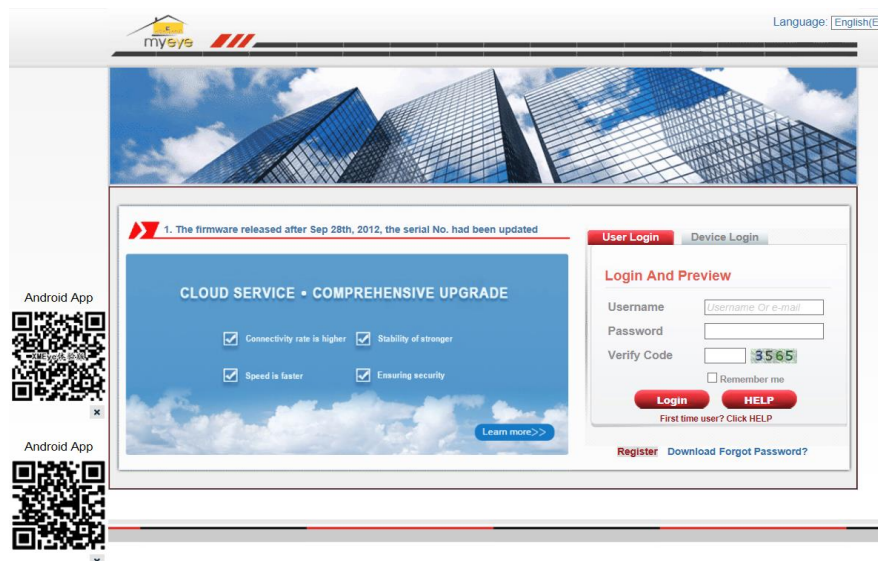 myeye
Language: English(E
1. The firmware released after Sep 28th, 2012, the serial No. had been updated
User Login
Device Login
CLOUD SERVICE • COMPREHENSIVE UPGRADE
Connectivity rate is higher
Stability of stronger
Speed is faster
Ensuring security
Learn more>>
Login And Preview
Username
Username Or e-mail
Password
Verify Code
3565
Remember me
Login
HELP
First time user? Click HELP
Register
Download Forgot Password?
Android App
XMEye
×
Android App
×